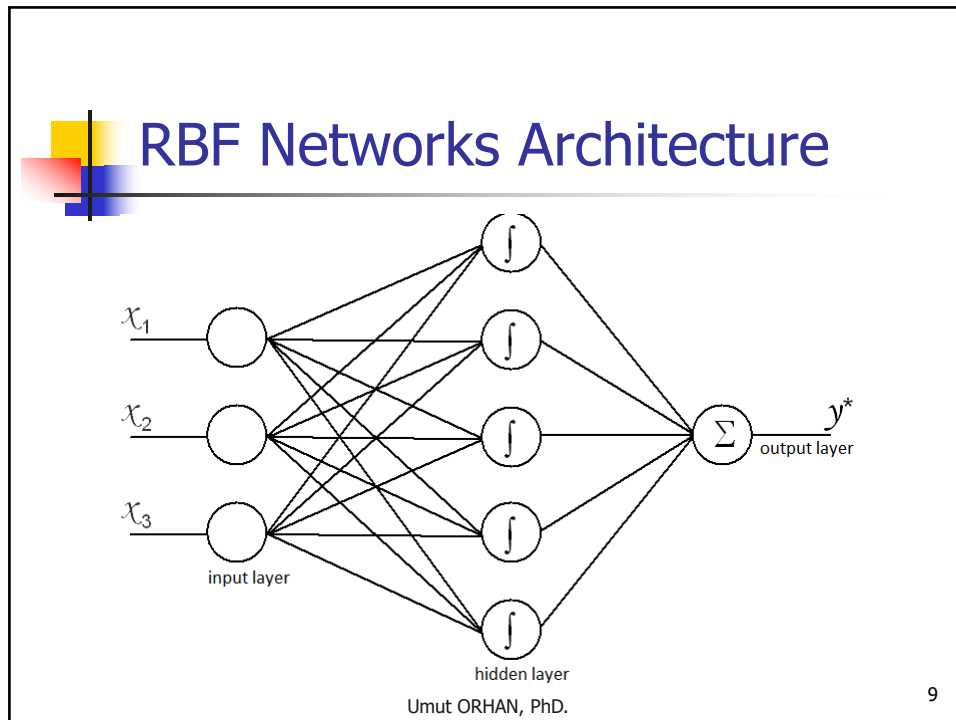 RBF Networks Architecture
∫
x₁
∫
x₂
∫
Σ
y*
output layer
x₃
∫
input layer
∫
hidden layer
Umut ORHAN, PhD.
9